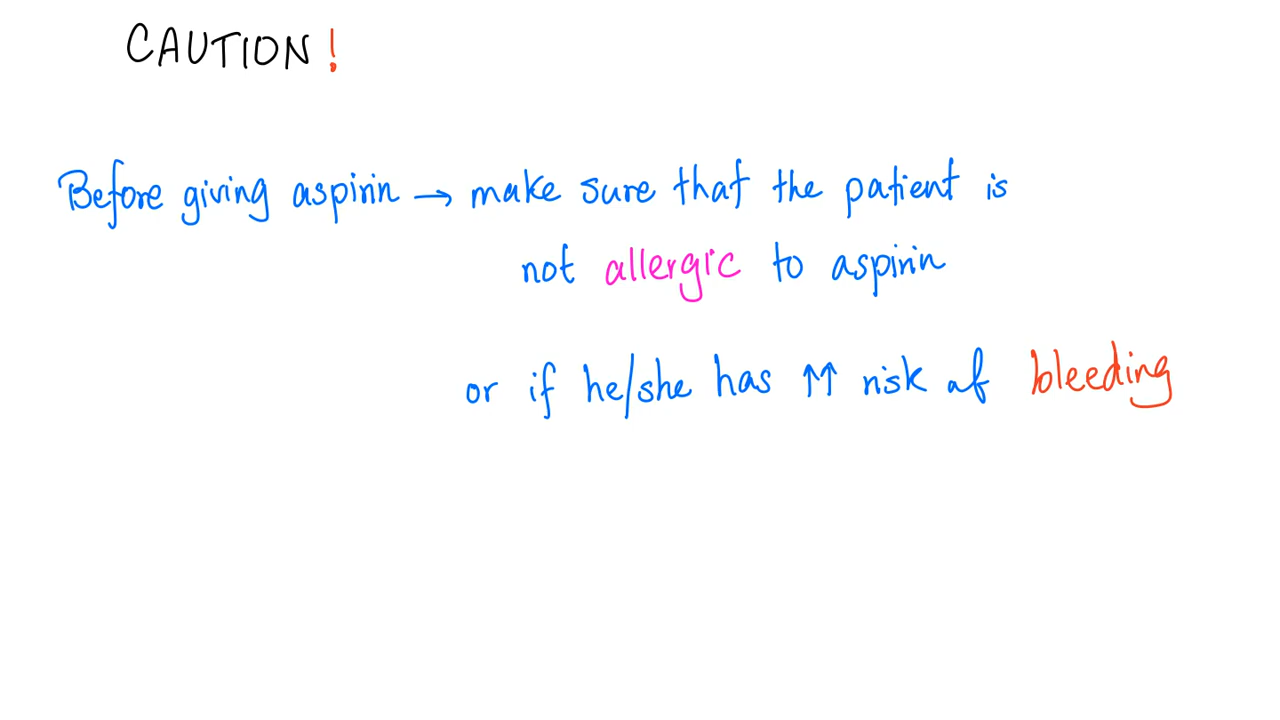 CAUTION!
Before giving aspirin → make sure that the patient is
not allergic to aspirin
or if he/she has ↑↑ risk of bleeding